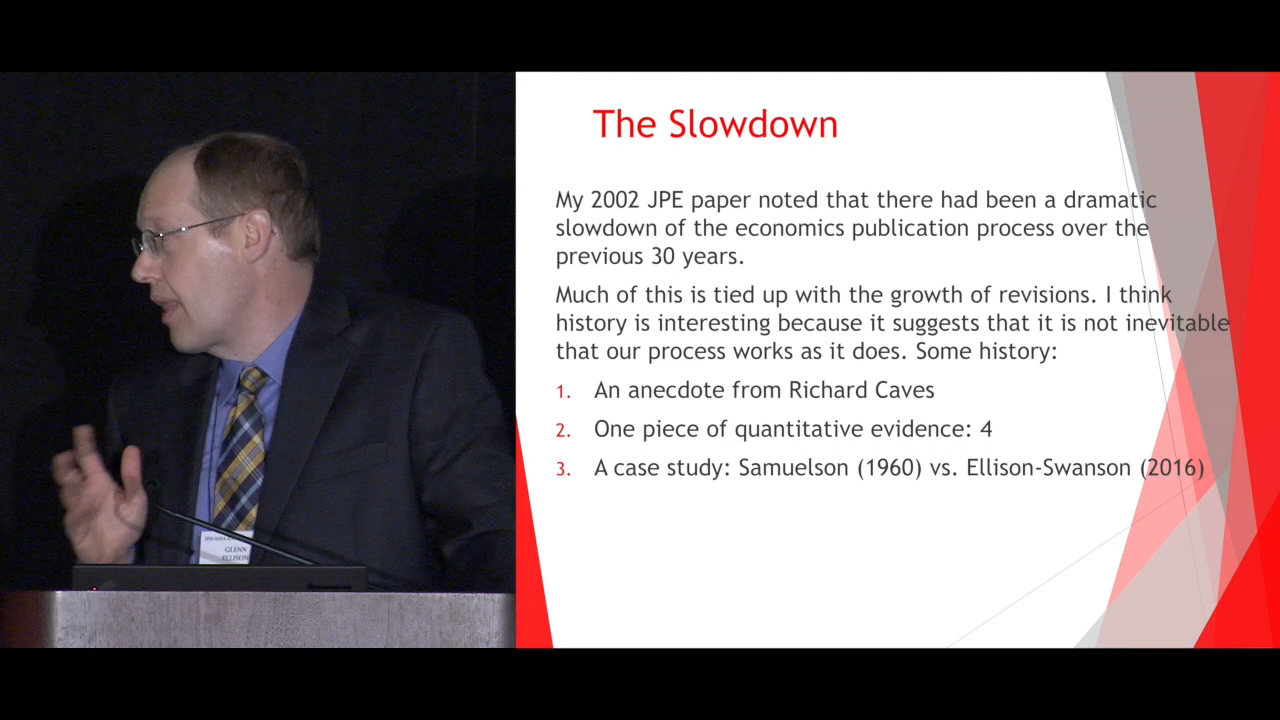 The Slowdown
My 2002 JPE paper noted that there had been a dramatic
slowdown of the economics publication process over the
previous 30 years.
Much of this is tied up with the growth of revisions. I think
history is interesting because it suggests that it is not inevitable
that our process works as it does. Some history:
1. An anecdote from Richard Caves
2. One piece of quantitative evidence: 4
3. A case study: Samuelson (1960) vs. Ellison-Swanson (2016)
GLENN
ELLISON